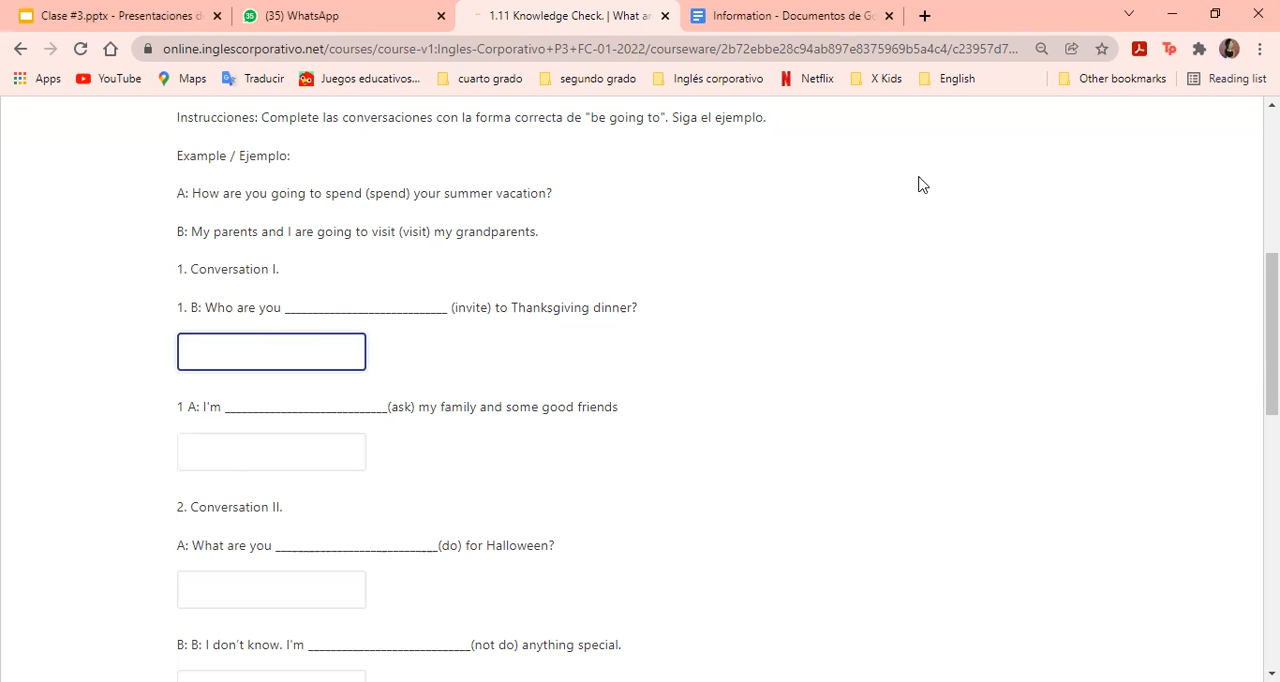 Clase #3.pptx - Presentaciones d
(35) WhatsApp
1.11 Knowledge Check. | What ar
Information - Documentos de Go
online.inglescorporativo.net/courses/course-v1:Ingles-Corporativo+P3+FC-01-2022/courseware/2b72ebbe28c94ab897e8375969b5a4c4/c23957d7...
Apps YouTube Maps Traducir Juegos educativos... cuarto grado segundo grado Inglés corporativo Netflix X Kids English Other bookmarks Reading list
Instrucciones: Complete las conversaciones con la forma correcta de "be going to". Siga el ejemplo.
Example / Ejemplo:
A: How are you going to spend (spend) your summer vacation?
B: My parents and I are going to visit (visit) my grandparents.
1. Conversation I.
1. B: Who are you ___________________________ (invite) to Thanksgiving dinner?
1 A: I'm ___________________________(ask) my family and some good friends
2. Conversation II.
A: What are you ___________________________(do) for Halloween?
B: B: I don't know. I'm ___________________________(not do) anything special.